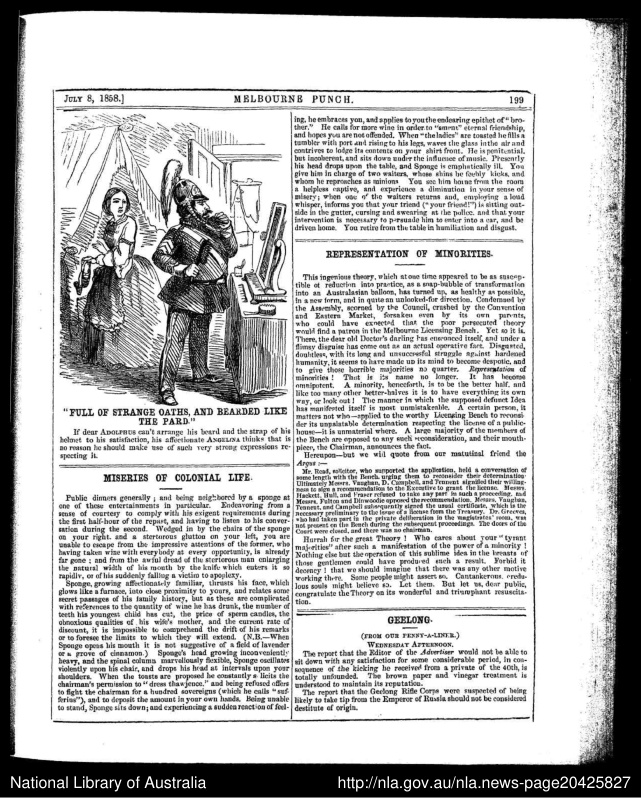 JULY 8, 1858.]
MELBOURNE PUNCH.
199
"FULL OF STRANGE OATHS, AND BEARDED LIKE
THE PARD."
If dear ADOLPHUS can't arrange his beard and the strap of his
helmet to his satisfaction, his affectionate ANGELINA thinks that is
no reason he should make use of such very strong expressions re-
specting it.
MISERIES OF COLONIAL LIFE.
Public dinners generally; and being neighbored by a sponge at
one of these entertainments in particular. Endeavoring from a
sense of courtesy to comply with his exigent requirements during
the first half-hour of the repast, and having to listen to his conver-
sation during the second. Wedged in by the chairs of the sponge
on your right, and a stertorous glutton on your left, you are
unable to escape from the impressive attentions of the former, who
having taken wine with everybody at every opportunity, is already
far gone; and from the awful dread of the stertorous man enlarging
the natural width of his mouth by the knife which enters it so
rapidly, or of his suddenly falling a victim to apoplexy.
Sponge, growing affectionately familiar, thrusts his face, which
glows like a furnace, into close proximity to yours, and relates some
secret passages of his family history, but as these are complicated
with references to the quantity of wine he has drunk, the number of
teeth his youngest child has cut, the price of sperm candles, the
obnoxious qualities of his wife's mother, and the current rate of
discount, it is impossible to comprehend the drift of his remarks
or to foresee the limits to which they will extend. (N.B.—When
Sponge opens his mouth it is not suggestive of a field of lavender
or a grove of cinnamon.) Sponge's head growing inconveniently
heavy, and the spinal column marvellously flexible, Sponge oscillates
violently upon his chair, and drops his head at intervals upon your
shoulders. When the toasts are proposed he constantly solicits the
chairman's permission to "dress thawjence," and being refused offers
to fight the chairman for a hundred sovereigns (which he calls "suf-
ferins"), and to deposit the amount in your own hands. Being unable
to stand, Sponge sits down; and experiencing a sudden reaction of feel-
ing, he embraces you, and applies to you the endearing epithet of "bro-
ther." He calls for more wine in order to "sment" eternal friendship,
and hopes you are not offended. When "the ladies" are toasted he fills a
tumbler with port and rising to his legs, waves the glass in the air and
contrives to lodge its contents on your shirt front. He is penitential,
but incoherent, and sits down under the influence of music. Presently
his head drops upon the table, and Sponge is emphatically ill. You
give him in charge of two waiters, whose shins he feebly kicks, and
whom he reproaches as minions. You see him borne from the room
a helpless captive, and experience a diminution in your sense of
misery; when one of the waiters returns and, employing a loud
whisper, informs you that your friend ("your friend!") is sitting out-
side in the gutter, cursing and swearing at the police, and that your
intervention is necessary to persuade him to enter into a car, and be
driven home. You retire from the table in humiliation and disgust.
REPRESENTATION OF MINORITIES.
This ingenious theory, which at one time appeared to be as suscep-
tible of reduction into practice, as a soap-bubble of transformation
into an Australasian balloon, has turned up, as healthy as possible,
in a new form, and in quite an unlooked-for direction. Condemned by
the Assembly, scorned by the Council, crushed by the Convention
and Eastern Market, forsaken even by its own parents,
who could have expected that the poor persecuted theory
would find a patron in the Melbourne Licensing Bench. Yet so it is.
There, the dear old Doctor's darling has ensconced itself, and under a
flimsy disguise has come out as an actual operative fact. Disgusted,
doubtless, with its long and unsuccessful struggle against hardened
humanity, it seems to have made up its mind to become despotic, and
to give those horrible majorities no quarter. Representation of
minorities! That is its name no longer. It has become
omnipotent. A minority, henceforth, is to be the better half, and
like too many other better-halves it is to have everything its own
way, or look out! The manner in which the supposed defunct Idea
has manifested itself is most unmistakeable. A certain person, it
matters not who—applied to the worthy Licensing Bench to reconsi-
der its unpalatable determination respecting the license of a public-
house—it is unmaterial where. A large majority of the members of
the Bench are opposed to any such reconsideration, and their mouth-
piece, the Chairman, announces the fact.
Hereupon—but we will quote from our matutinal friend the
Argus:—
Mr. Read, solicitor, who supported the application, held a conversation of
some length with the Bench, urging them to reconsider their determination.
Ultimately Messrs. Vaughan, D. Campbell, and Tennent signified their willing-
ness to sign a recommendation to the Executive to grant the license. Messrs.
Hackett, Hull, and Fraser refused to take any part in such a proceeding, and
Messrs. Fulton and Dinwoodie opposed the recommendation. Messrs. Vaughan,
Tennent, and Campbell subsequently signed the usual certificate, which is the
necessary preliminary to the issue of a license from the Treasury. Dr. Greeves,
who had taken part in the private deliberation in the magistrates' room, was
not present on the Bench during the subsequent proceedings. The doors of the
Court were closed, and there was no chairman.
Hurrah for the great Theory! Who cares about your "tyrant
majorities" after such a manifestation of the power of a minority!
Nothing else but the operation of this sublime idea in the breasts of
those gentlemen could have produced such a result. Forbid it
decency! that we should imagine that there was any other motive
working there. Some people might assert so. Cantankerous, credu-
lous souls might believe so. Let them. But let us, dear public,
congratulate the Theory on its wonderful and triumphant resuscita-
tion.
GEELONG.
(FROM OUR PENNY-A-LINER.)
WEDNESDAY AFTERNOON.
The report that the Editor of the Advertiser would not be able to
sit down with any satisfaction for some considerable period, in con-
sequence of the kicking he received from a private of the 40th, is
totally unfounded. The brown paper and vinegar treatment is
understood to maintain its reputation.
The report that the Geelong Rifle Corps were suspected of being
likely to take tip from the Emperor of Russia should not be considered
destitute of origin.
National Library of Australia
http://nla.gov.au/nla.news-page20425827